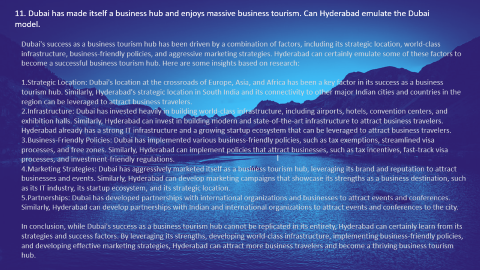 11. Dubai has made itself a business hub and enjoys massive business tourism. Can Hyderabad emulate the Dubai
model.
Dubai's success as a business tourism hub has been driven by a combination of factors, including its strategic location, world-class
infrastructure, business-friendly policies, and aggressive marketing strategies. Hyderabad can certainly emulate some of these factors to
become a successful business tourism hub. Here are some insights based on research:
1.Strategic Location: Dubai's location at the crossroads of Europe, Asia, and Africa has been a key factor in its success as a business
tourism hub. Similarly, Hyderabad's strategic location in South India and its connectivity to other major Indian cities and countries in the
region can be leveraged to attract business travelers.
2.Infrastructure: Dubai has invested heavily in building world-class infrastructure, including airports, hotels, convention centers, and
exhibition halls. Similarly, Hyderabad can invest in building modern and state-of-the-art infrastructure to attract business travelers.
Hyderabad already has a strong IT infrastructure and a growing startup ecosystem that can be leveraged to attract business travelers.
3.Business-Friendly Policies: Dubai has implemented various business-friendly policies, such as tax exemptions, streamlined visa
processes, and free zones. Similarly, Hyderabad can implement policies that attract businesses, such as tax incentives, fast-track visa
processes, and investment-friendly regulations.
4.Marketing Strategies: Dubai has aggressively marketed itself as a business tourism hub, leveraging its brand and reputation to attract
businesses and events. Similarly, Hyderabad can develop marketing campaigns that showcase its strengths as a business destination, such
as its IT industry, its startup ecosystem, and its strategic location.
5.Partnerships: Dubai has developed partnerships with international organizations and businesses to attract events and conferences.
Similarly, Hyderabad can develop partnerships with Indian and international organizations to attract events and conferences to the city.
In conclusion, while Dubai's success as a business tourism hub cannot be replicated in its entirety, Hyderabad can certainly learn from its
strategies and success factors. By leveraging its strengths, developing world-class infrastructure, implementing business-friendly policies,
and developing effective marketing strategies, Hyderabad can attract more business travelers and become a thriving business tourism
hub.